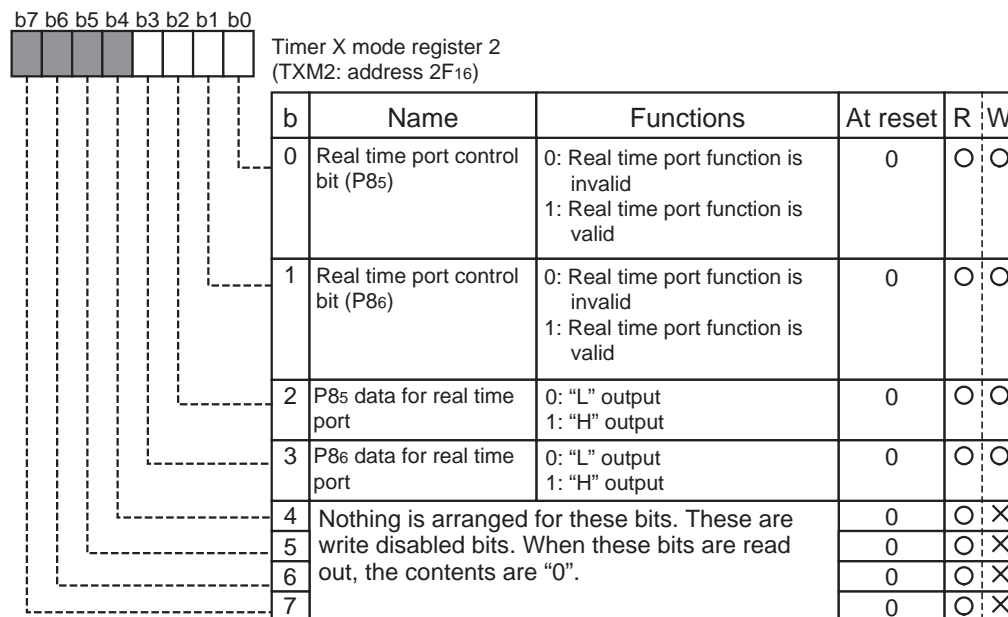 b7 b6 b5 b4 b3 b2 b1 b0
Timer X mode register 2
(TXM2: address 2F16)
b Name Functions At reset R W
0 Real time port control 0: Real time port function is 0 O O
bit (P85) invalid
1: Real time port function is
valid
1 Real time port control 0: Real time port function is 0 O O
bit (P86) invalid
1: Real time port function is
valid
2 P85 data for real time 0: “L” output 0 O O
port 1: “H” output
3 P86 data for real time 0: “L” output 0 O O
port 1: “H” output
4 Nothing is arranged for these bits. These are 0 O ×
5 write disabled bits. When these bits are read 0 O ×
6 out, the contents are “0”. 0 O ×
7 0 O ×